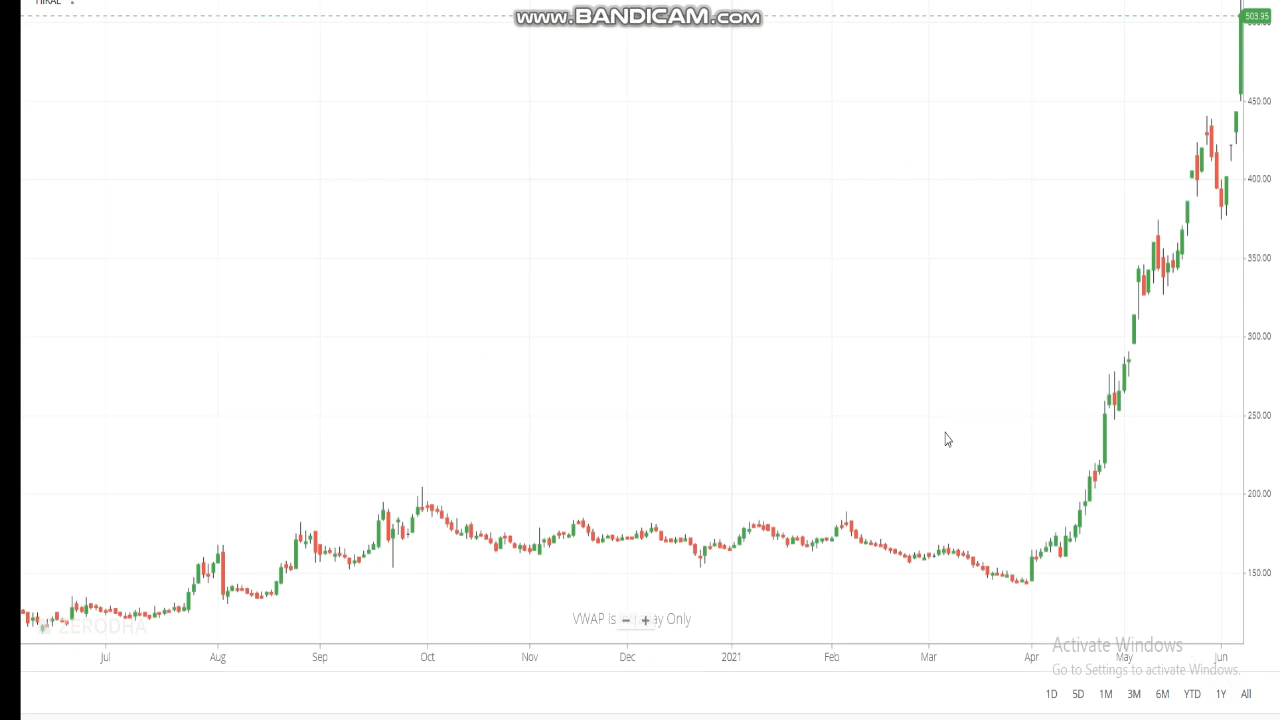 HIKAL
www.BANDICAM.com
503.95
450.00
400.00
350.00
300.00
250.00
200.00
150.00
ZERODHA
VWAP is ay Only
Jul Aug Sep Oct Nov Dec 2021 Feb Mar Apr May Jun
Activate Windows
Go to Settings to activate Windows.
1D 5D 1M 3M 6M YTD 1Y All